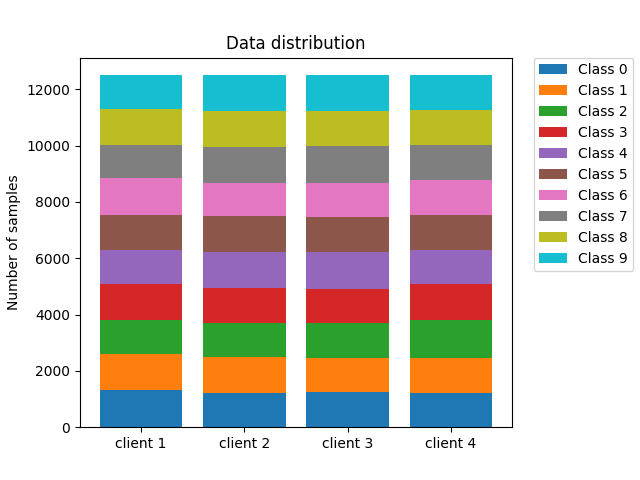 Data distribution
Number of samples
12000
10000
8000
6000
4000
2000
0
client 1
client 2
client 3
client 4
Class 0
Class 1
Class 2
Class 3
Class 4
Class 5
Class 6
Class 7
Class 8
Class 9